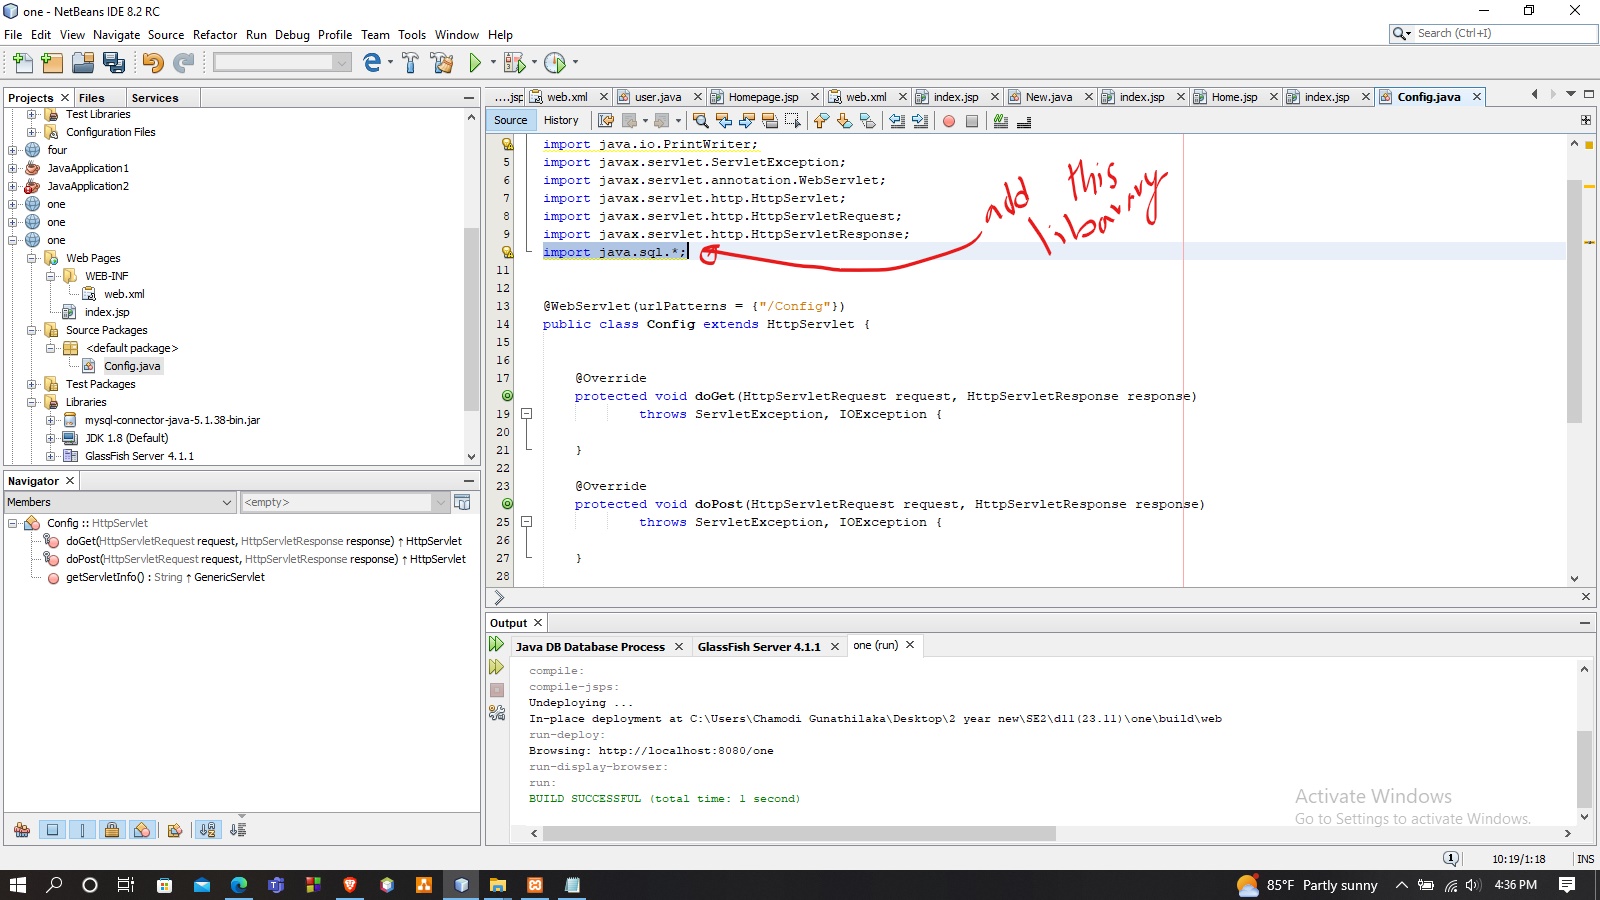 one - NetBeans IDE 8.2 RC
File Edit View Navigate Source Refactor Run Debug Profile Team Tools Window Help
Search (Ctrl+I)
Projects Files Services
Test Libraries
Configuration Files
four
JavaApplication1
JavaApplication2
one
one
one
Web Pages
WEB-INF
web.xml
index.jsp
Source Packages
<default package>
Config.java
Test Packages
Libraries
mysql-connector-java-5.1.38-bin.jar
JDK 1.8 (Default)
GlassFish Server 4.1.1
Navigator
Members
<empty>
Config :: HttpServlet
doGet(HttpServletRequest request, HttpServletResponse response) ↑ HttpServlet
doPost(HttpServletRequest request, HttpServletResponse response) ↑ HttpServlet
getServletInfo() : String ↑ GenericServlet
....jsp web.xml user.java Homepage.jsp web.xml index.jsp New.java index.jsp Home.jsp index.jsp Config.java
Source History
import java.io.PrintWriter;
5 import javax.servlet.ServletException;
6 import javax.servlet.annotation.WebServlet;
7 import javax.servlet.http.HttpServlet;
8 import javax.servlet.http.HttpServletRequest;
9 import javax.servlet.http.HttpServletResponse;
import java.sql.*;
add this
libarvry
11
12
13 @WebServlet(urlPatterns = {"/Config"})
14 public class Config extends HttpServlet {
15
16
17 @Override
protected void doGet(HttpServletRequest request, HttpServletResponse response)
19 throws ServletException, IOException {
20
21 }
22
23 @Override
protected void doPost(HttpServletRequest request, HttpServletResponse response)
25 throws ServletException, IOException {
26
27 }
28
Output
Java DB Database Process GlassFish Server 4.1.1 one (run)
compile:
compile-jsps:
Undeploying ...
In-place deployment at C:\Users\Chamodi Gunathilaka\Desktop\2 year new\SE2\dll(23.11)\one\build\web
run-deploy:
Browsing: http://localhost:8080/one
run-display-browser:
run:
BUILD SUCCESSFUL (total time: 1 second)
Activate Windows
Go to Settings to activate Windows.
1 10:19/1:18 INS
85°F Partly sunny 4:36 PM